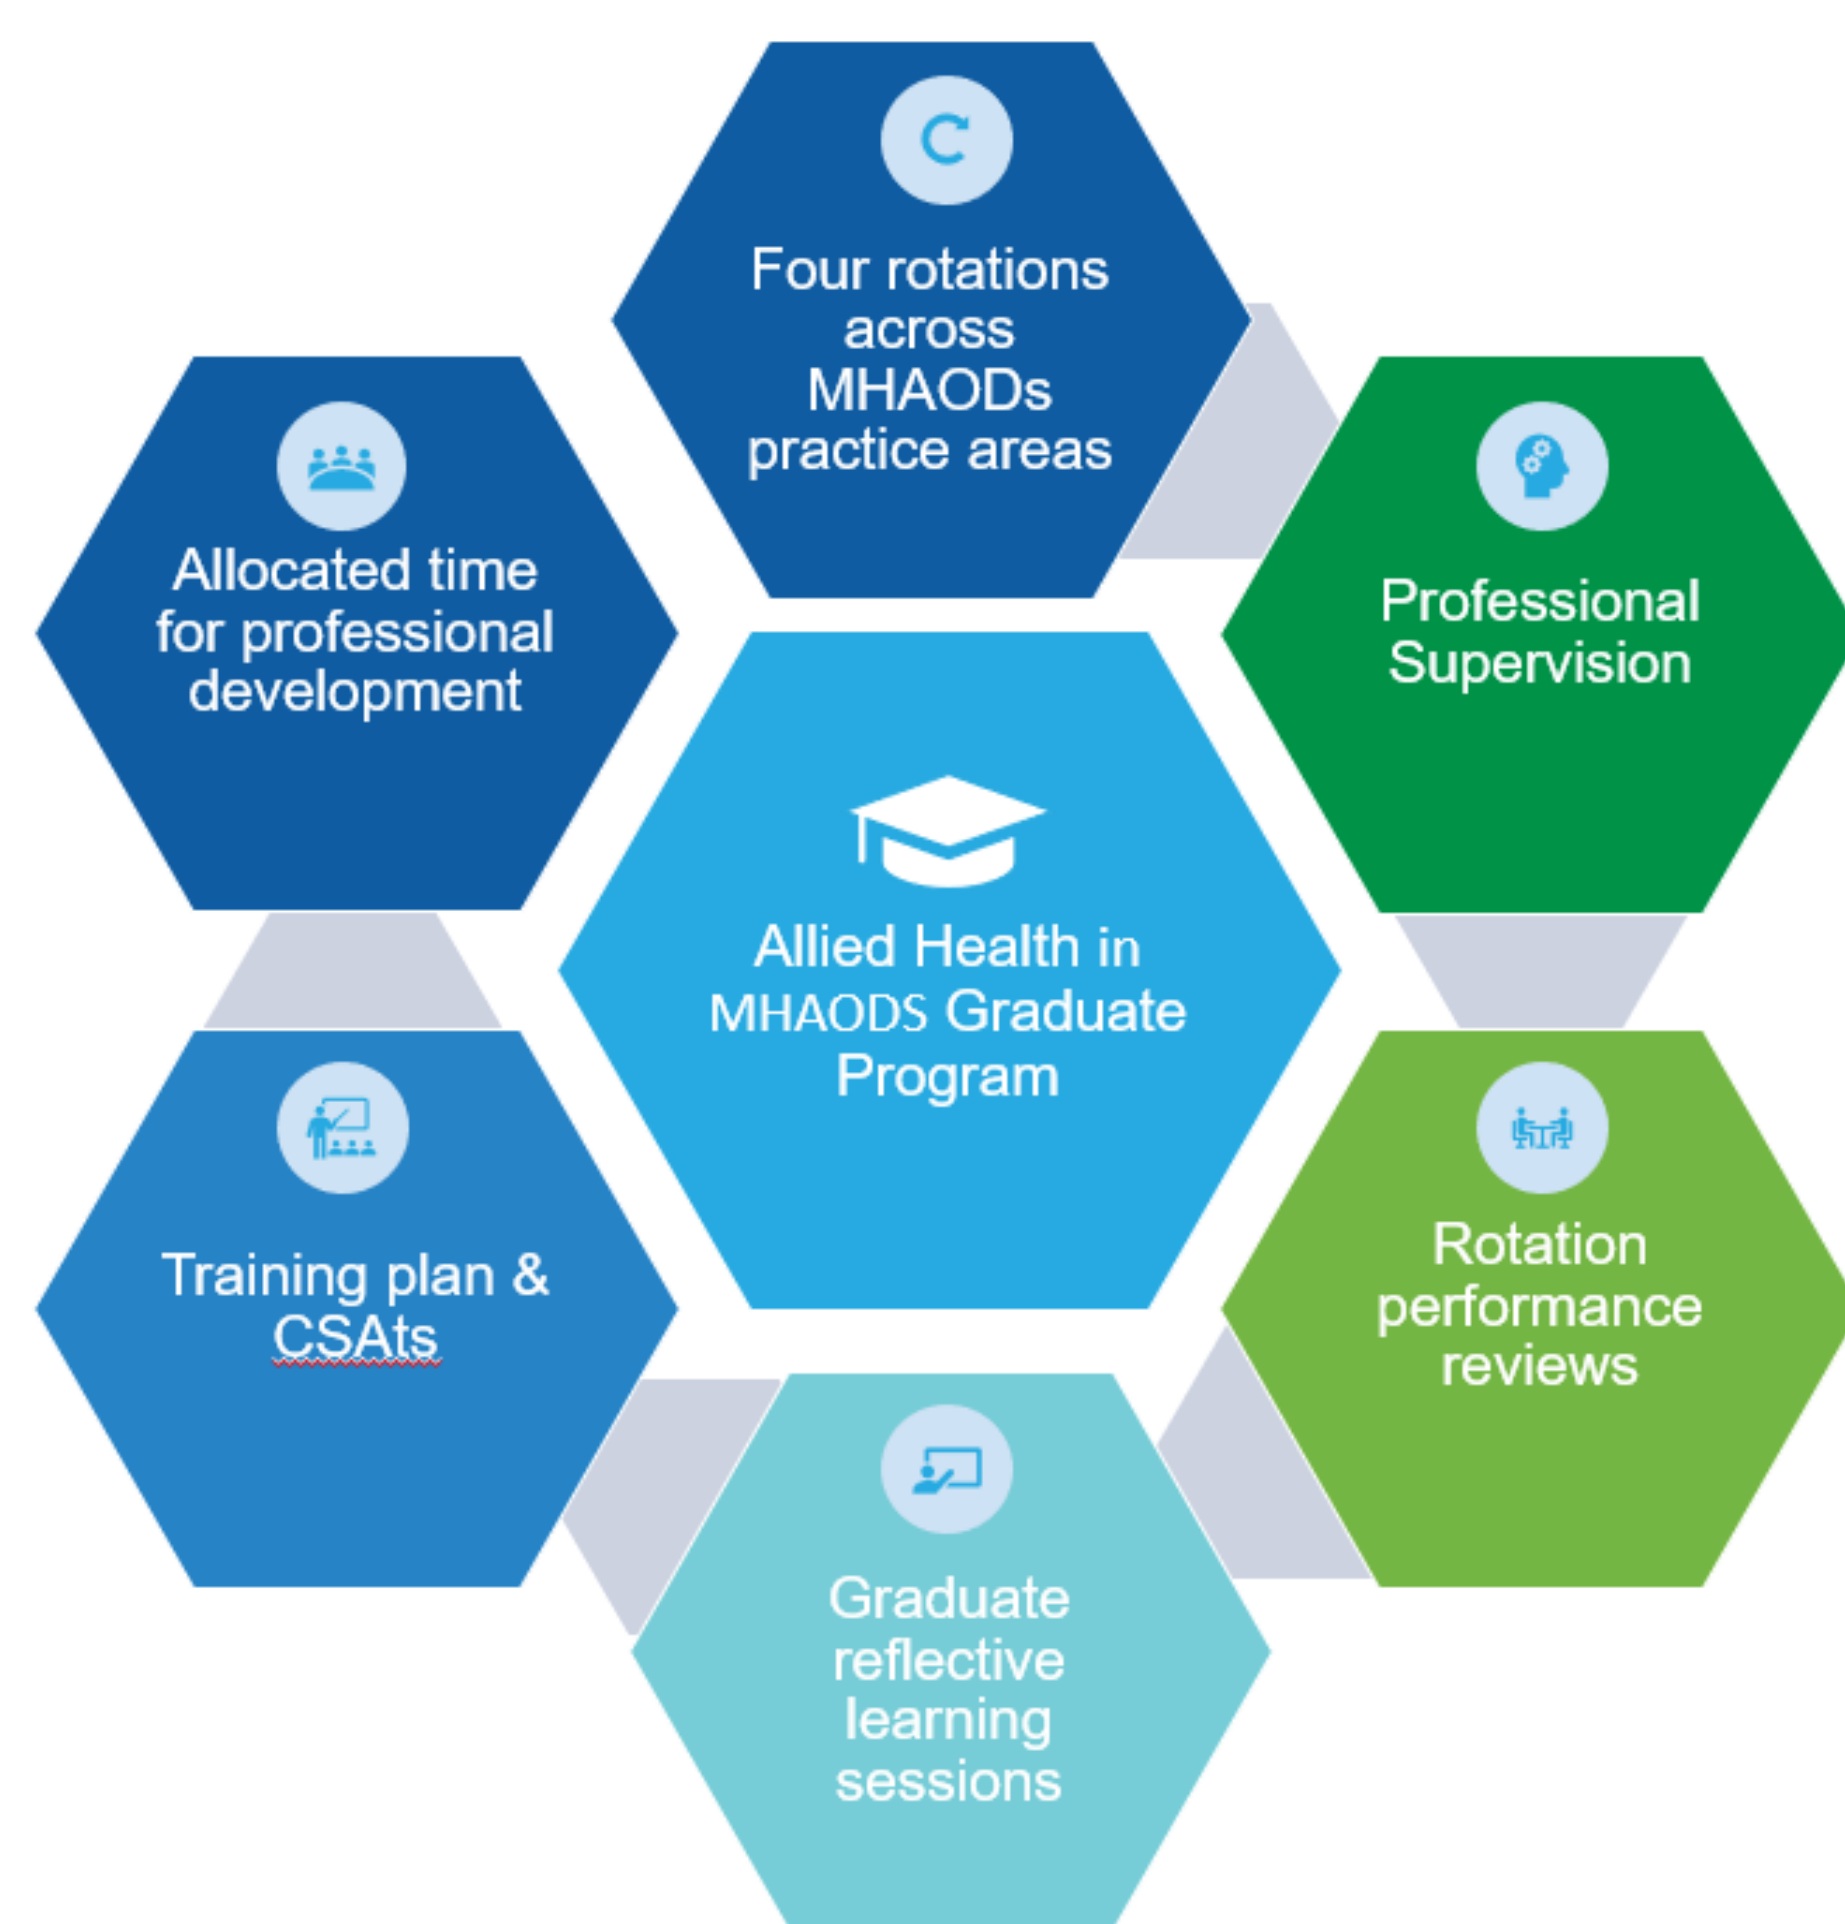 Four rotations
across
MHAODs
practice areas
Professional
Supervision
Rotation
performance
reviews
Graduate
reflective
learning
sessions
Training plan &
CSAts
Allocated time
for professional
development
Allied Health in
MHAODS Graduate
Program